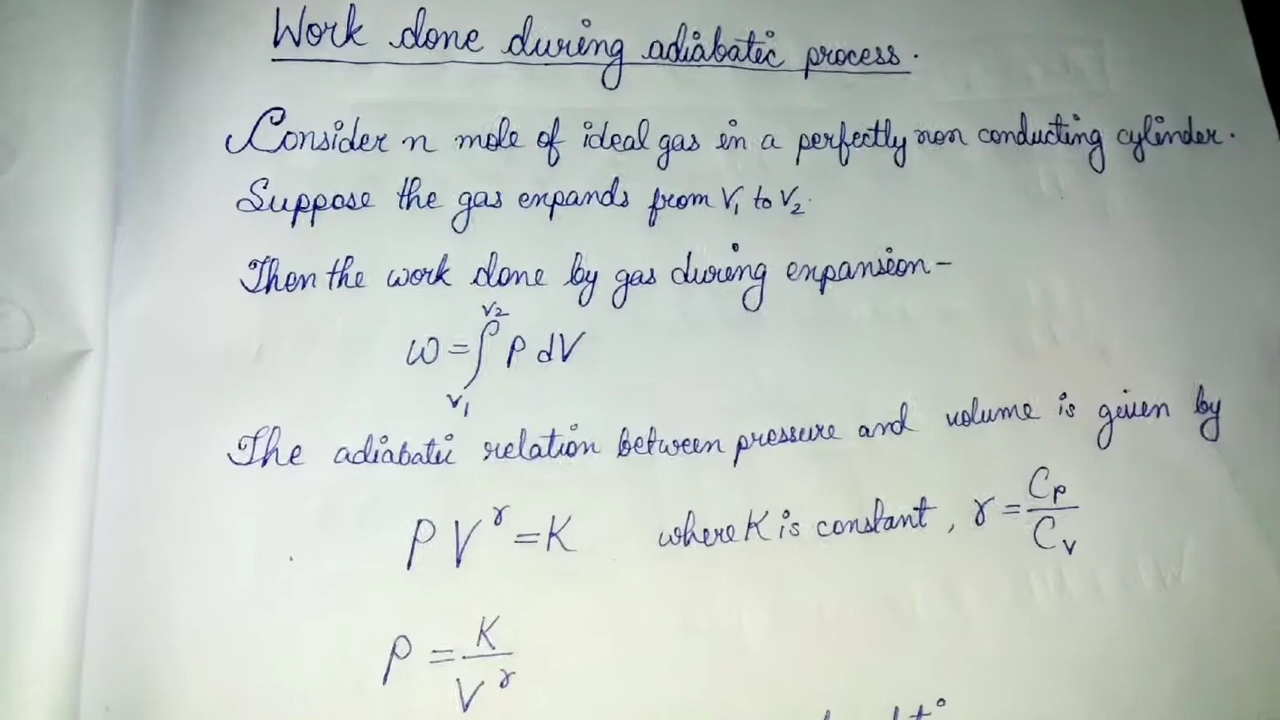 Work done during adiabatic process.
Consider n mole of ideal gas in a perfectly non conducting cylinder.
Suppose the gas expands from V₁ to V₂.
Then the work done by gas during expansion-
W = ∫_{V₁}^{V₂} P dV
The adiabatic relation between pressure and volume is given by
P V^γ = K where K is constant, γ = C_P / C_V
P = K / V^γ